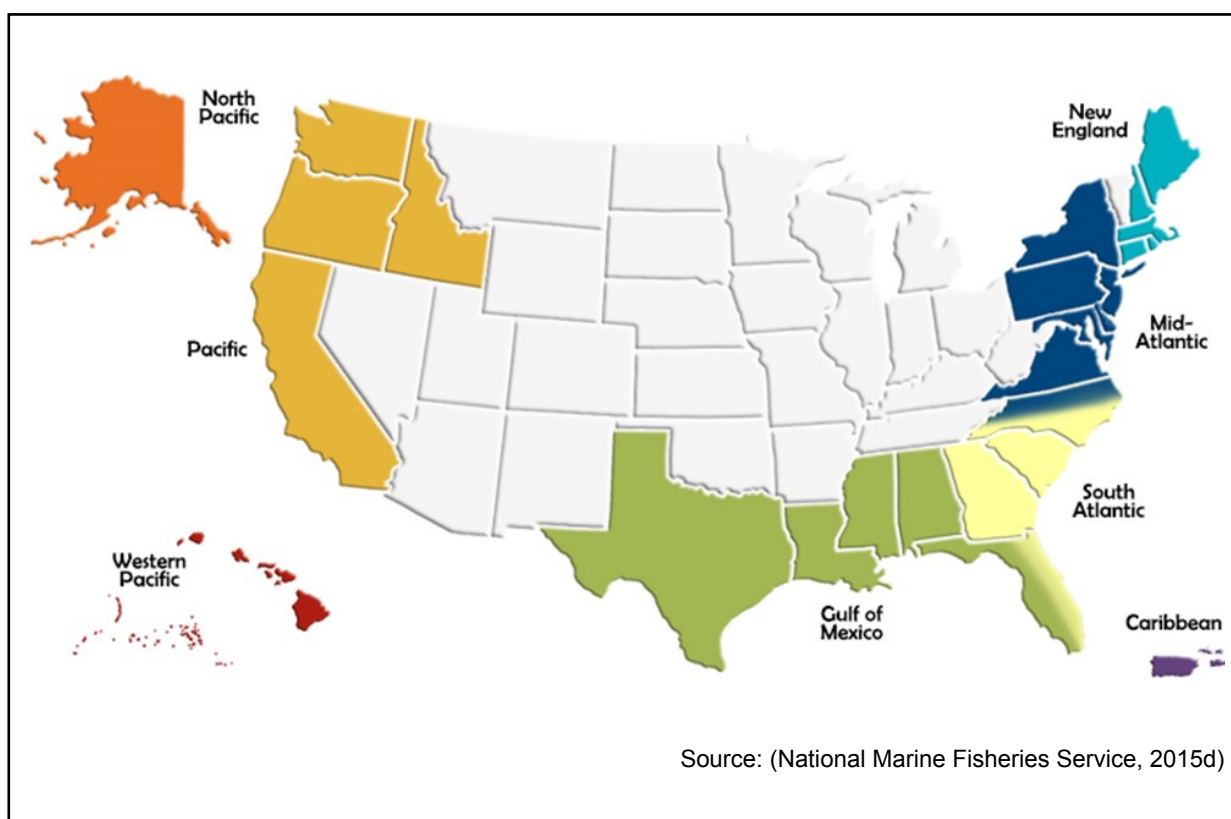 North
Pacific
New
England
Pacific
Mid-
Atlantic
South
Atlantic
Western
Pacific
Gulf of
Mexico
Caribbean
Source: (National Marine Fisheries Service, 2015d)